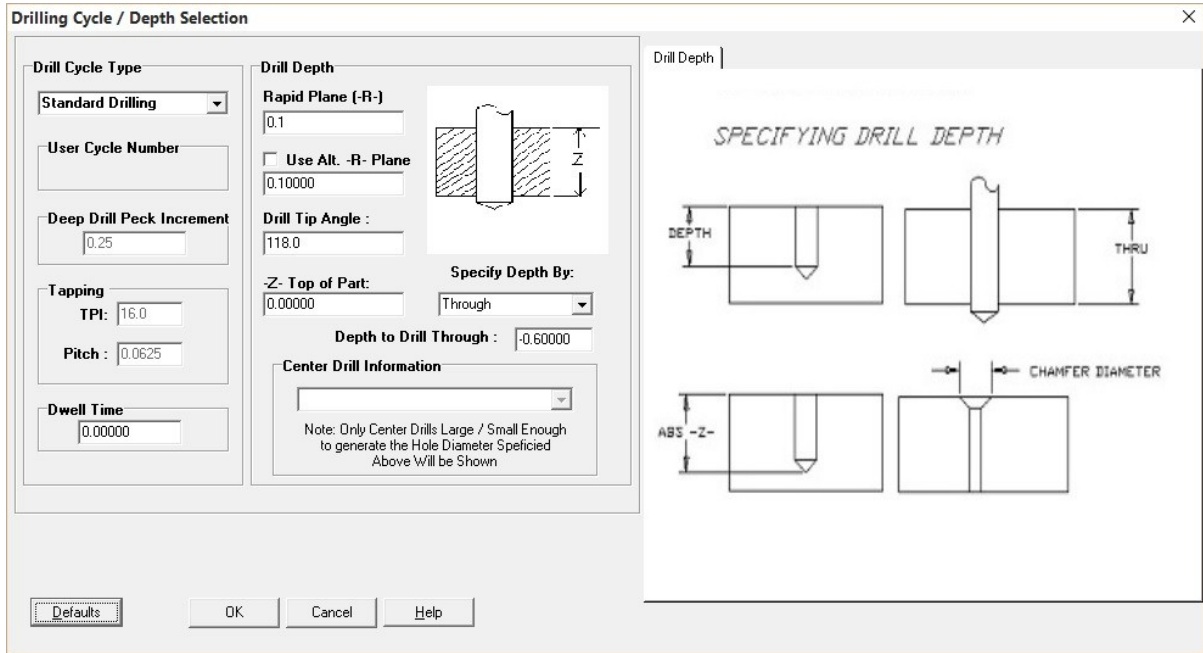 Drilling Cycle / Depth Selection
Drill Cycle Type
Standard Drilling
User Cycle Number
Deep Drill Peck Increment
0.25
Tapping
TPI: 16.0
Pitch : 0.0625
Dwell Time
0.00000
Drill Depth
Rapid Plane (-R-)
0.1
Use Alt. -R- Plane
0.10000
Drill Tip Angle :
118.0
-Z- Top of Part:
0.00000
Z
Specify Depth By:
Through
Depth to Drill Through : -0.60000
Center Drill Information
Note: Only Center Drills Large / Small Enough
to generate the Hole Diameter Speficied
Above Will be Shown
Defaults
OK
Cancel
Help
Drill Depth
SPECIFYING DRILL DEPTH
DEPTH
THRU
CHAMFER DIAMETER
ABS -Z-